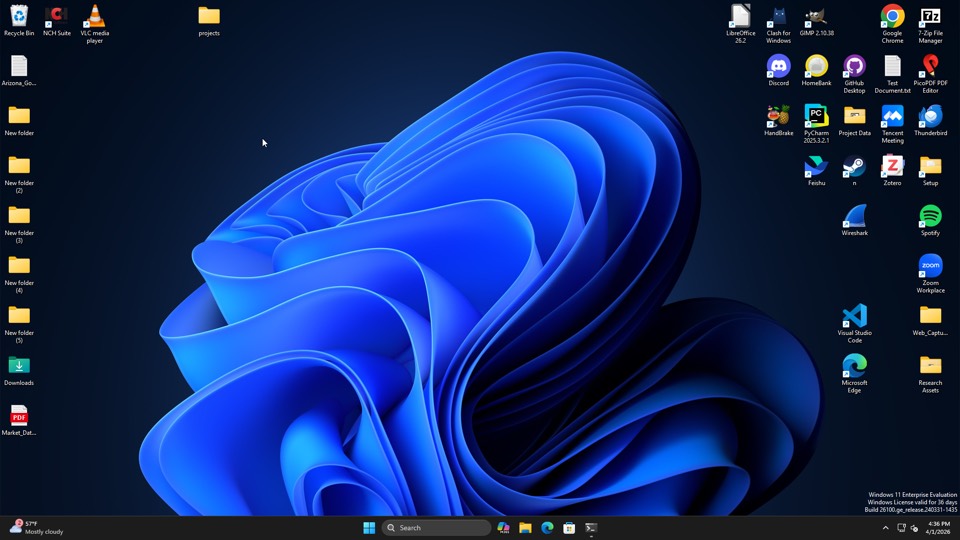 Recycle Bin
NCH Suite
VLC media
player
projects
LibreOffice
26.2
Clash for
Windows
GIMP 2.10.38
Google
Chrome
7-Zip File
Manager
Arizona_Go...
Discord
HomeBank
GitHub
Desktop
Test
Document.txt
PicoPDF PDF
Editor
New folder
HandBrake
PyCharm
2025.3.2.1
Project Data
Tencent
Meeting
Thunderbird
New folder
(2)
Feishu
n
Zotero
Setup
New folder
(3)
Wireshark
Spotify
New folder
(4)
zoom
Zoom
Workplace
New folder
(5)
Visual Studio
Code
Web_Captu...
Downloads
Microsoft
Edge
Research
Assets
PDF
Market_Dat...
Windows 11 Enterprise Evaluation
Windows License valid for 36 days
Build 26100.ge_release.240331-1435
57°F
Mostly cloudy
Search
4:36 PM
4/1/2026